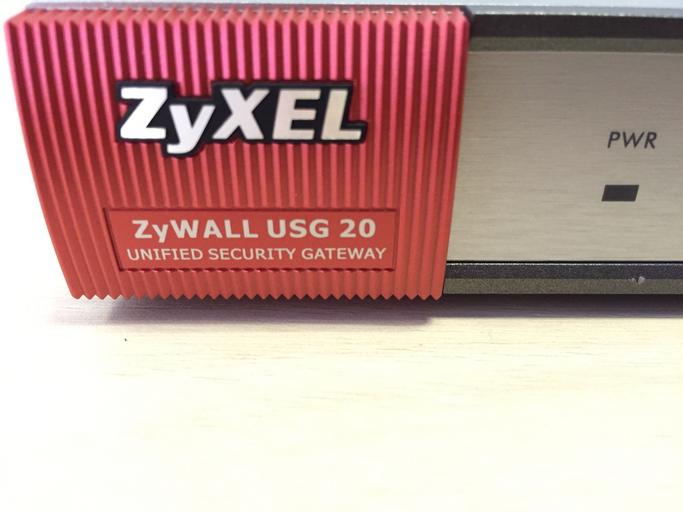 ZyXEL
ZyWALL USG 20
UNIFIED SECURITY GATEWAY
PWR